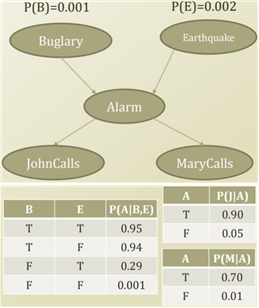 P(B)=0.001 P(E)=0.002
Buglary Earthquake
Alarm
JohnCalls MaryCalls
B E P(A|B,E)
T T 0.95
T F 0.94
F T 0.29
F F 0.001
A P(J|A)
T 0.90
F 0.05
A P(M|A)
T 0.70
F 0.01